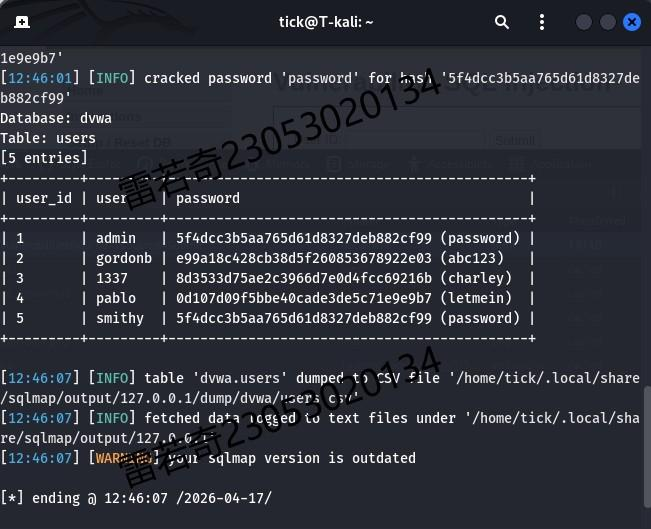 tick@T-kali: ~
1e9e9b7'
[12:46:01] [INFO] cracked password 'password' for hash '5f4dcc3b5aa765d61d8327de
b882cf99'
Database: dvwa
Table: users
[5 entries]
+---------+---------+---------------------------------------------+
| user_id | user    | password                                    |
+---------+---------+---------------------------------------------+
| 1       | admin   | 5f4dcc3b5aa765d61d8327deb882cf99 (password) |
| 2       | gordonb | e99a18c428cb38d5f260853678922e03 (abc123)   |
| 3       | 1337    | 8d3533d75ae2c3966d7e0d4fcc69216b (charley)  |
| 4       | pablo   | 0d107d09f5bbe40cade3de5c71e9e9b7 (letmein)  |
| 5       | smithy  | 5f4dcc3b5aa765d61d8327deb882cf99 (password) |
+---------+---------+---------------------------------------------+
[12:46:07] [INFO] table 'dvwa.users' dumped to CSV file '/home/tick/.local/share
/sqlmap/output/127.0.0.1/dump/dvwa/users.csv'
[12:46:07] [INFO] fetched data logged to text files under '/home/tick/.local/sha
re/sqlmap/output/127.0.0.1'
[12:46:07] [WARNING] your sqlmap version is outdated
[*] ending @ 12:46:07 /2026-04-17/
雷若奇23053020134
雷若奇23053020134